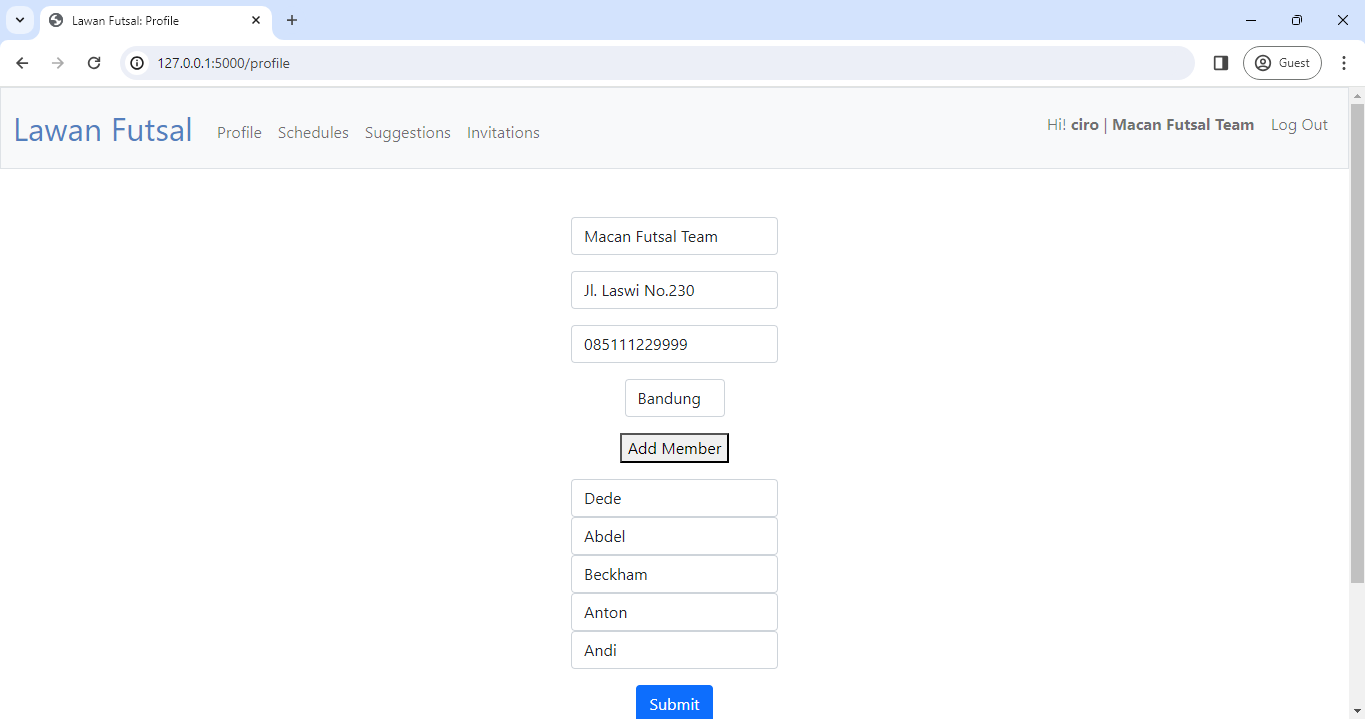 Lawan Futsal: Profile
127.0.0.1:5000/profile
Guest
Lawan Futsal Profile Schedules Suggestions Invitations Hi! ciro | Macan Futsal Team Log Out
Macan Futsal Team
Jl. Laswi No.230
085111229999
Bandung
Add Member
Dede
Abdel
Beckham
Anton
Andi
Submit